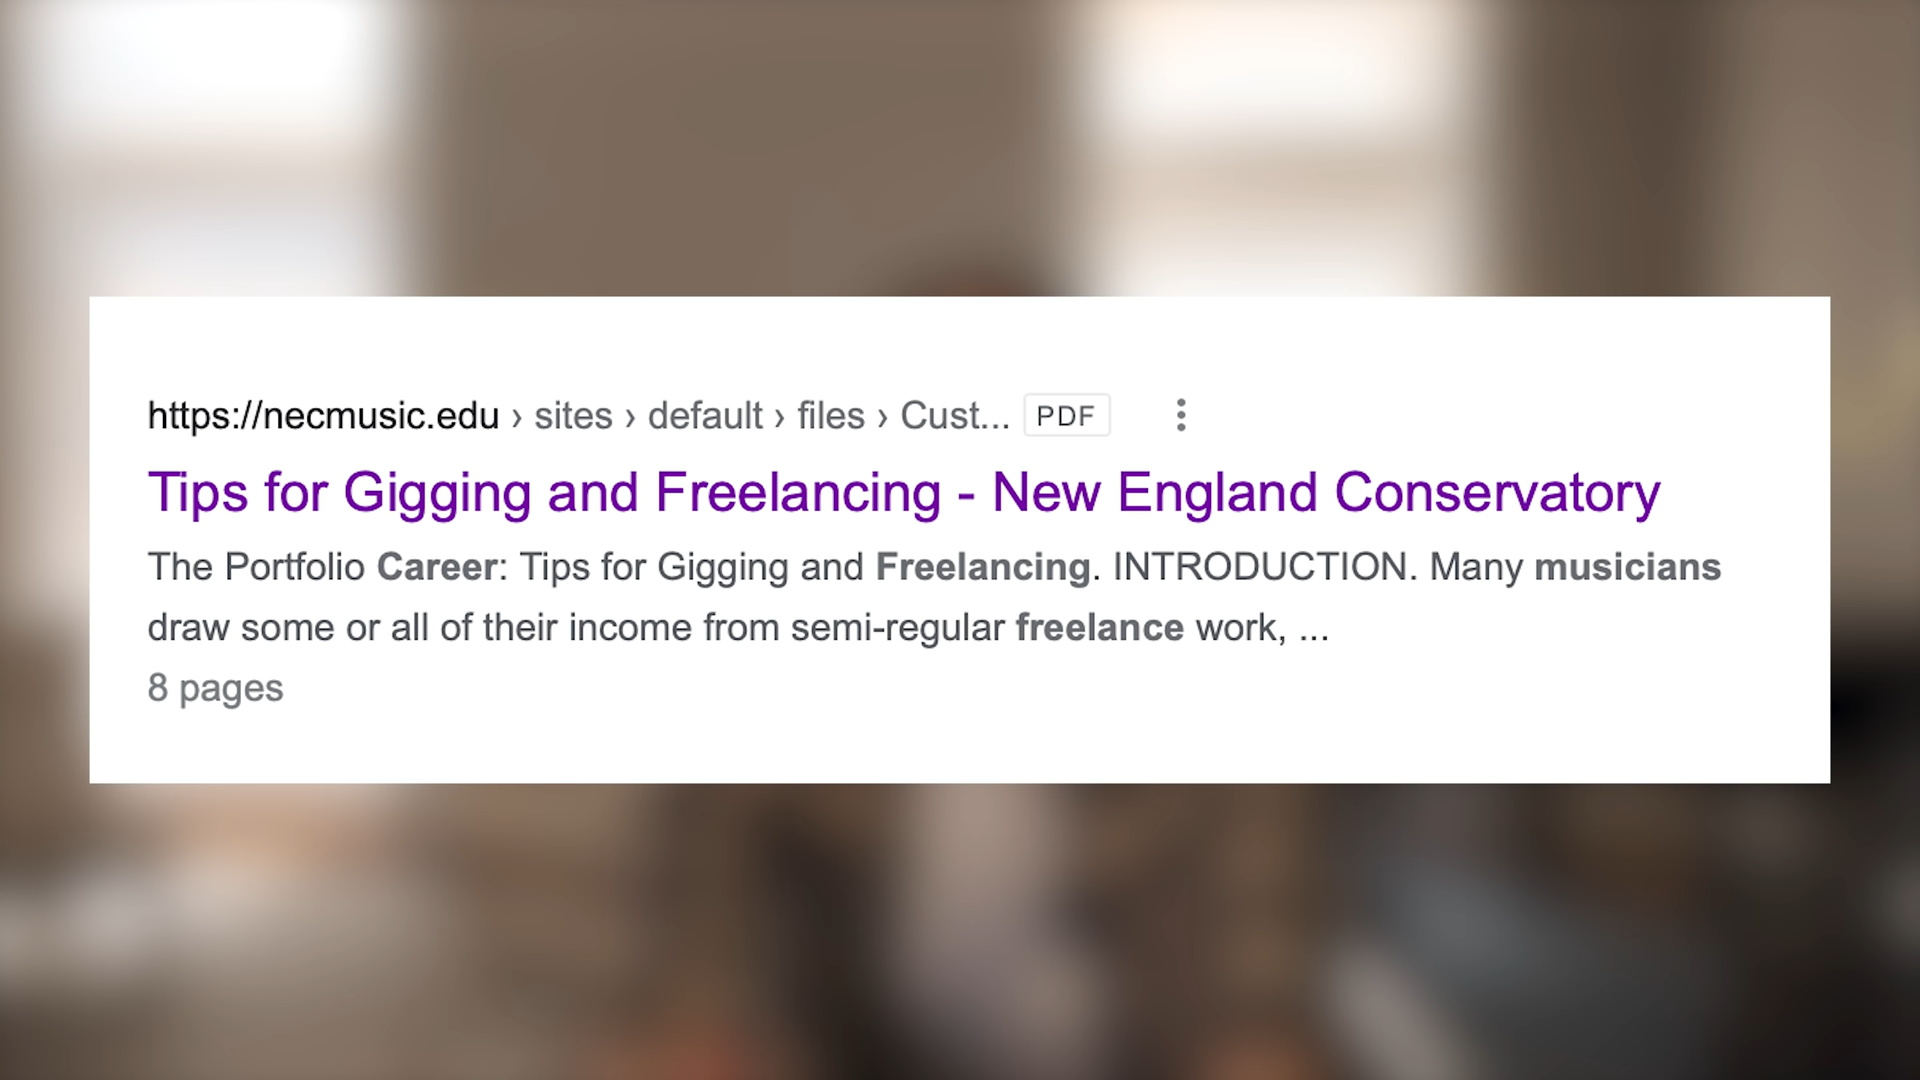 https://necmusic.edu › sites › default › files › Cust... PDF
Tips for Gigging and Freelancing - New England Conservatory
The Portfolio Career: Tips for Gigging and Freelancing. INTRODUCTION. Many musicians
draw some or all of their income from semi-regular freelance work, ...
8 pages